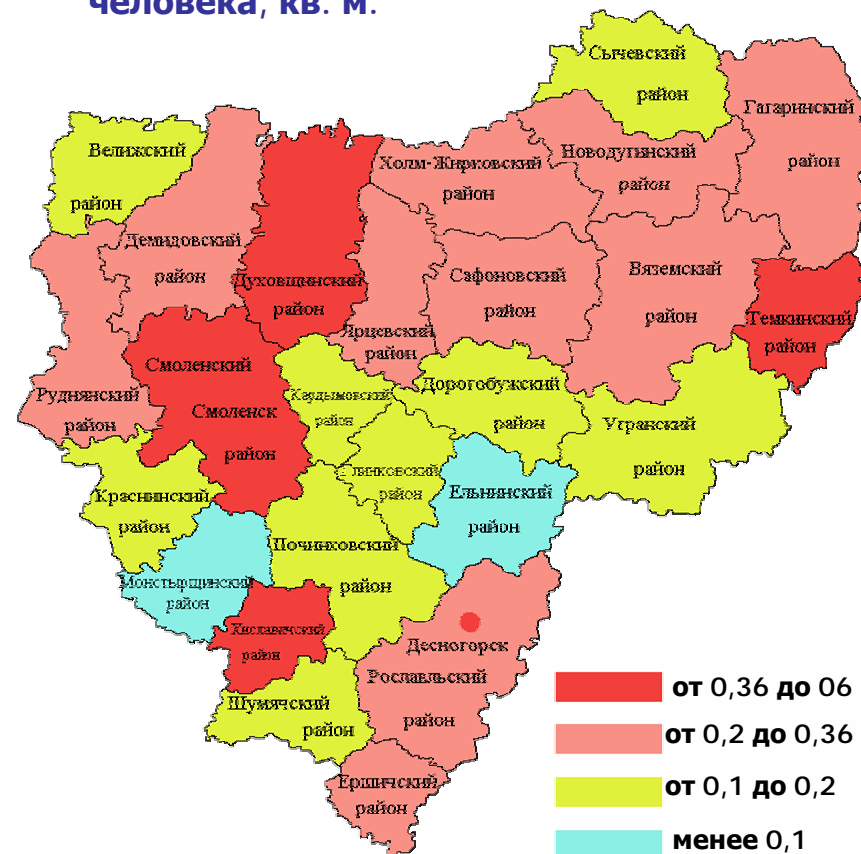 человека, кв. м.
Сычевский
район
Гагаринский
район
Велижский
район
Холм-Жирковский
район
Новодугинский
район
Демидовский
район
Духовщинский
район
Сафоновский
район
Вяземский
район
Ярцевский
район
Темкинский
район
Смоленский
Смоленск
район
Руднянский
район
Кардымовский
район
Дорогобужский
район
Угранский
район
Краснинский
район
район
Ельнинский
район
Починковский
район
Монстырщинский
район
Хиславичский
район
Десногорск
Рославльский
район
Шумячский
район
Ершичский
район
от 0,36 до 06
от 0,2 до 0,36
от 0,1 до 0,2
менее 0,1